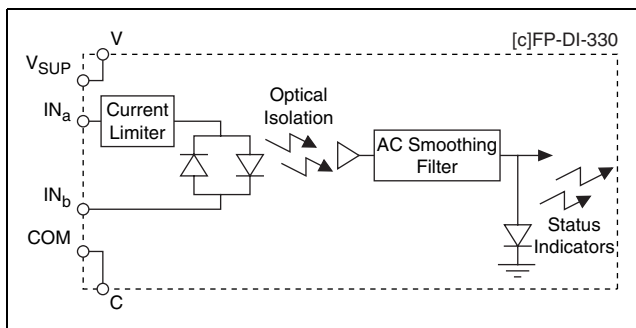 [c]FP-DI-330
V
VSUP
INa
Current
Limiter
Optical
Isolation
AC Smoothing
Filter
INb
Status
Indicators
COM
C